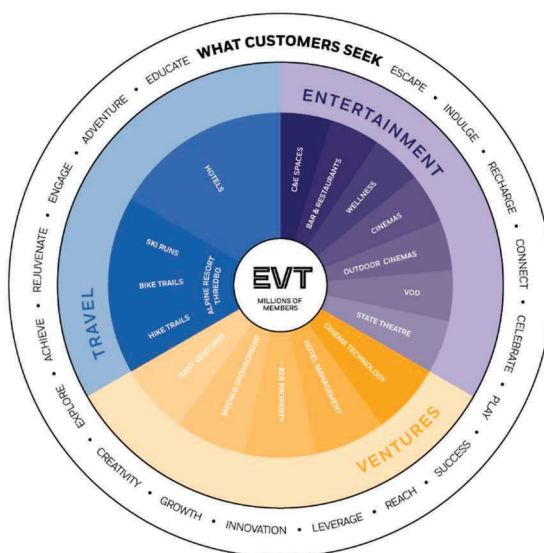 WHAT CUSTOMERS SEEK
ESCAPE • INDULGE • RECHARGE • CONNECT • CELEBRATE • PLAY • SUCCESS • REACH • LEVERAGE • INNOVATION • GROWTH • CREATIVITY • EXPLORE • ACHIEVE • REJUVENATE • ENGAGE • ADVENTURE • EDUCATE
ENTERTAINMENT
C&E SPACES
BAR & RESTAURANTS
WELLNESS
CINEMAS
OUTDOOR CINEMAS
VOD
STATE THEATRE
VENTURES
CINEMA TECHNOLOGY
HOTEL MANAGEMENT
$2B PROPERTY
MEDIA & SPONSORSHIP
JOINT VENTURES
TRAVEL
HOTELS
SKI RUNS
BIKE TRAILS
HIKE TRAILS
ALPINE RESORT
THREDBO
EVT
MILLIONS OF
MEMBERS